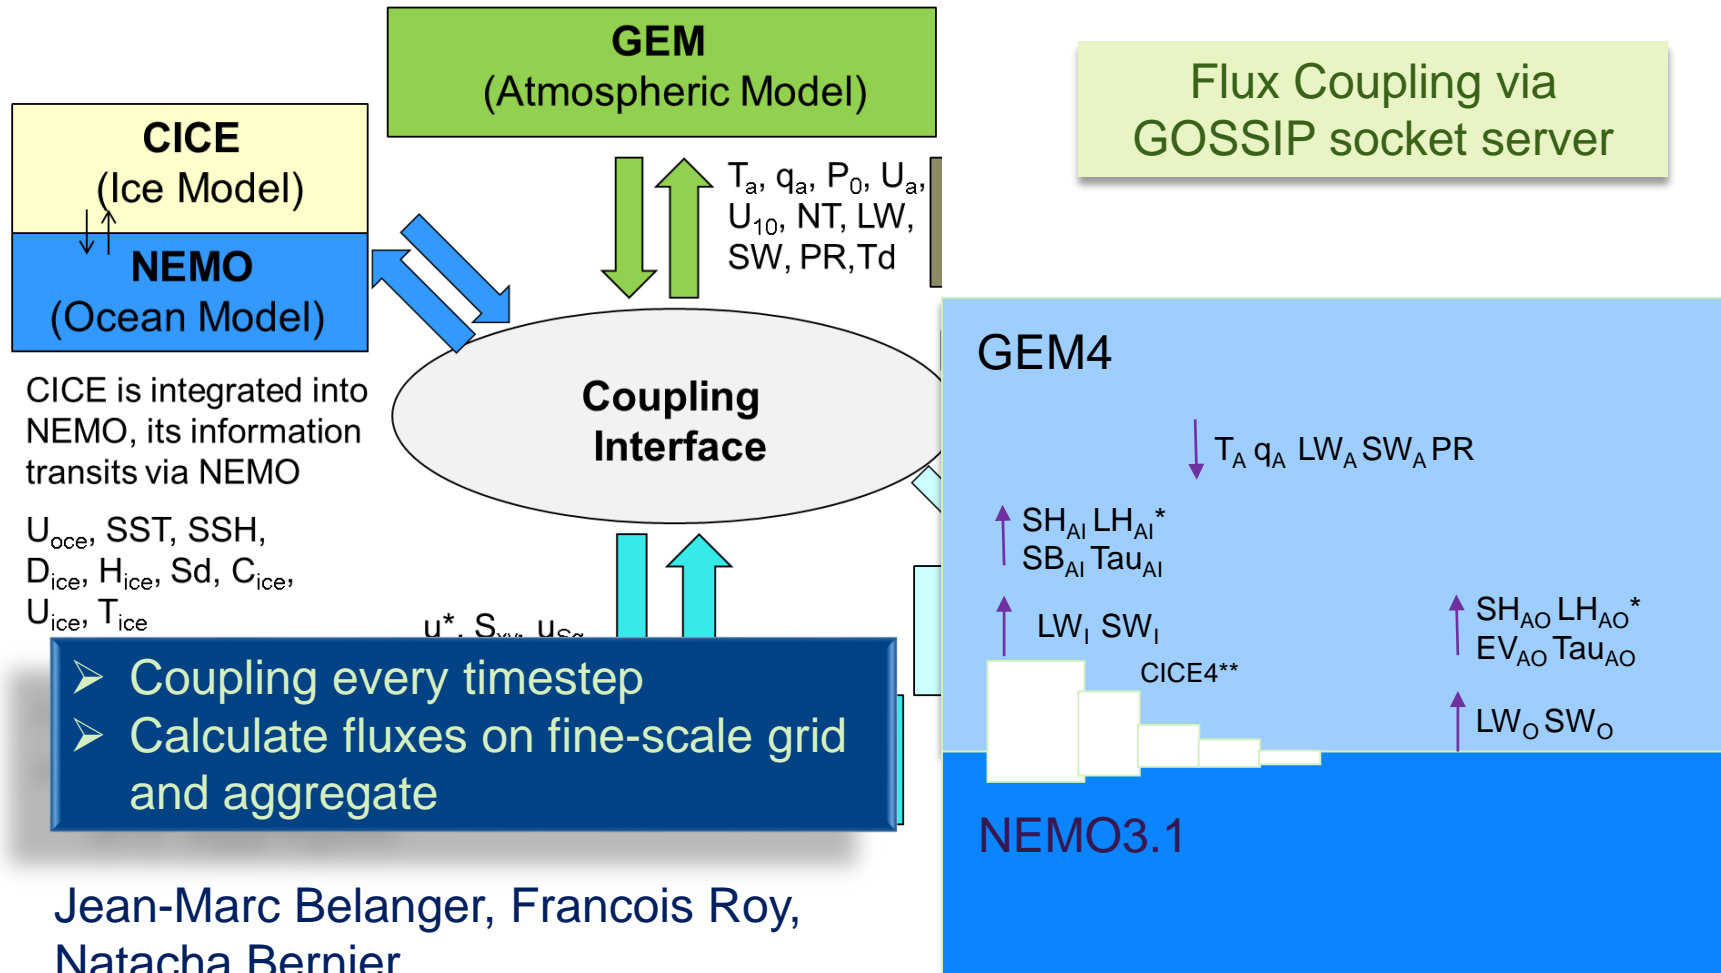 GEM
(Atmospheric Model)
Flux Coupling via
GOSSIP socket server
CICE
(Ice Model)
NEMO
(Ocean Model)
Ta, qa, P0, Ua,
U10, NT, LW,
SW, PR,Td
CICE is integrated into
NEMO, its information
transits via NEMO
Uoce, SST, SSH,
Dice, Hice, Sd, Cice,
Uice, Tice
Coupling
Interface
u*, Sxy, uSg
➢ Coupling every timestep
➢ Calculate fluxes on fine-scale grid
and aggregate
GEM4
TA qA LWA SWA PR
SHAI LHAI*
SBAI TauAI
LWI SWI
CICE4**
SHAO LHAO*
EVAO TauAO
LWO SWO
NEMO3.1
Jean-Marc Belanger, Francois Roy,
Natacha Bernier